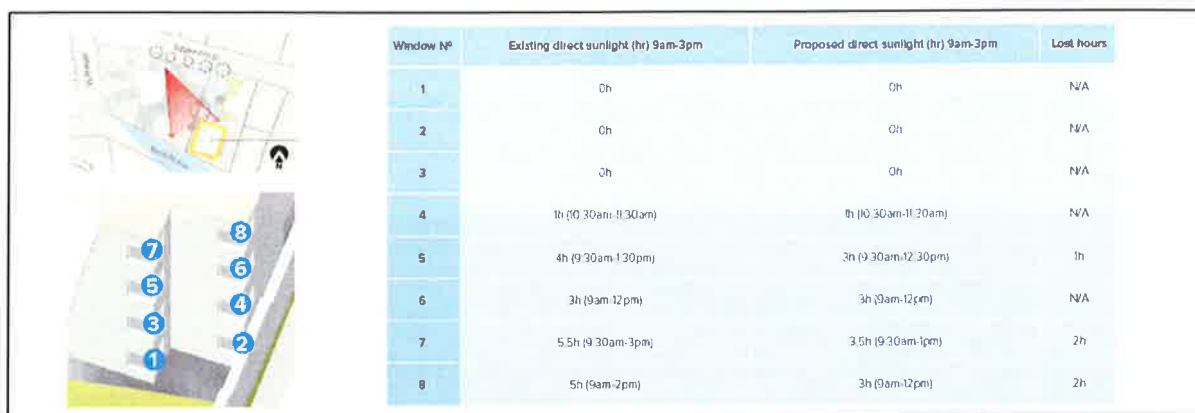 Window Nº Existing direct sunlight (hr) 9am-3pm Proposed direct sunlight (hr) 9am-3pm Lost hours
1 0h 0h N/A
2 0h 0h N/A
3 0h 0h N/A
4 1h (10.30am-11.30am) 1h (10.30am-11.30am) N/A
5 4h (9.30am-1.30pm) 3h (9.30am-12.30pm) 1h
6 3h (9am-12pm) 3h (9am-12pm) N/A
7 5.5h (9.30am-3pm) 3.5h (9.30am-1pm) 2h
8 5h (9am-2pm) 3h (9am-12pm) 2h
8
7
6
5
4
3
2
1